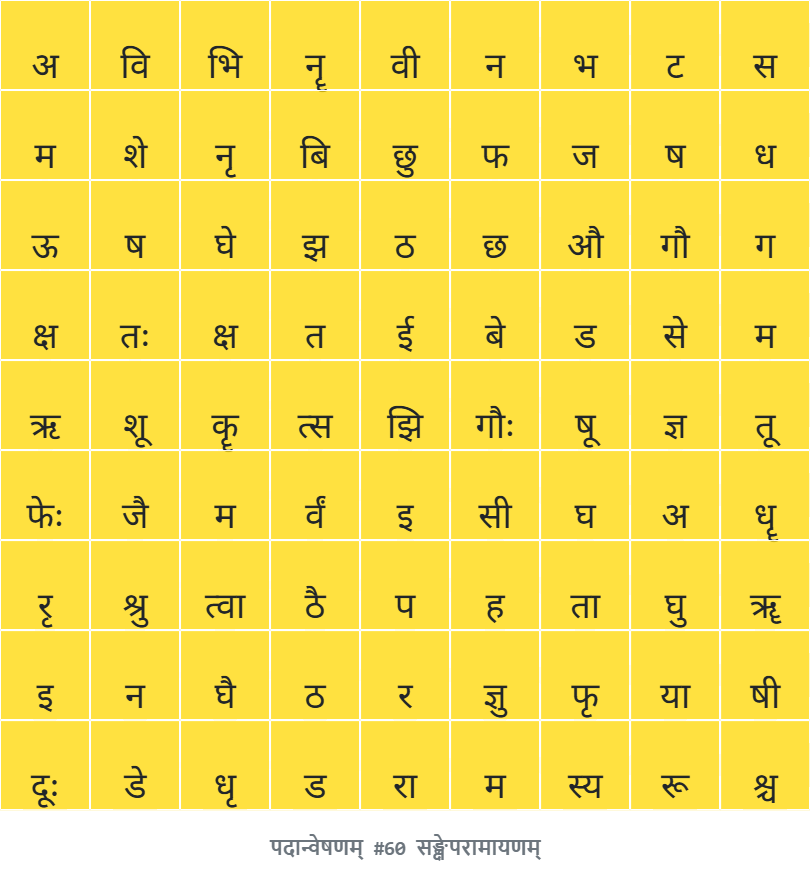 अ वि भि नॄ वी न भ ट स
म शे नृ बि छु फ ज ष ध
ऊ ष घे झ ठ छ औ गौ ग
क्ष तः क्ष त ई बे ड से म
ऋ शू कॄ त्स झि गौः षू ज्ञ तू
फेः जै म र्वं इ सी घ अ धॄ
रृ श्रु त्वा ठै प ह ता घु ॠ
इ न घै ठ र ज्ञु फृ या षी
दूः डे धृ ड रा म स्य रू श्च
पदान्वेषणम् #60 सङ्क्षेपरामायणम्